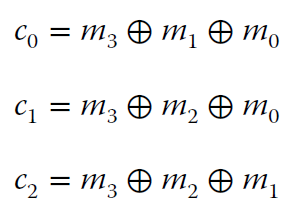 c₀ = m₃ ⊕ m₁ ⊕ m₀
c₁ = m₃ ⊕ m₂ ⊕ m₀
c₂ = m₃ ⊕ m₂ ⊕ m₁